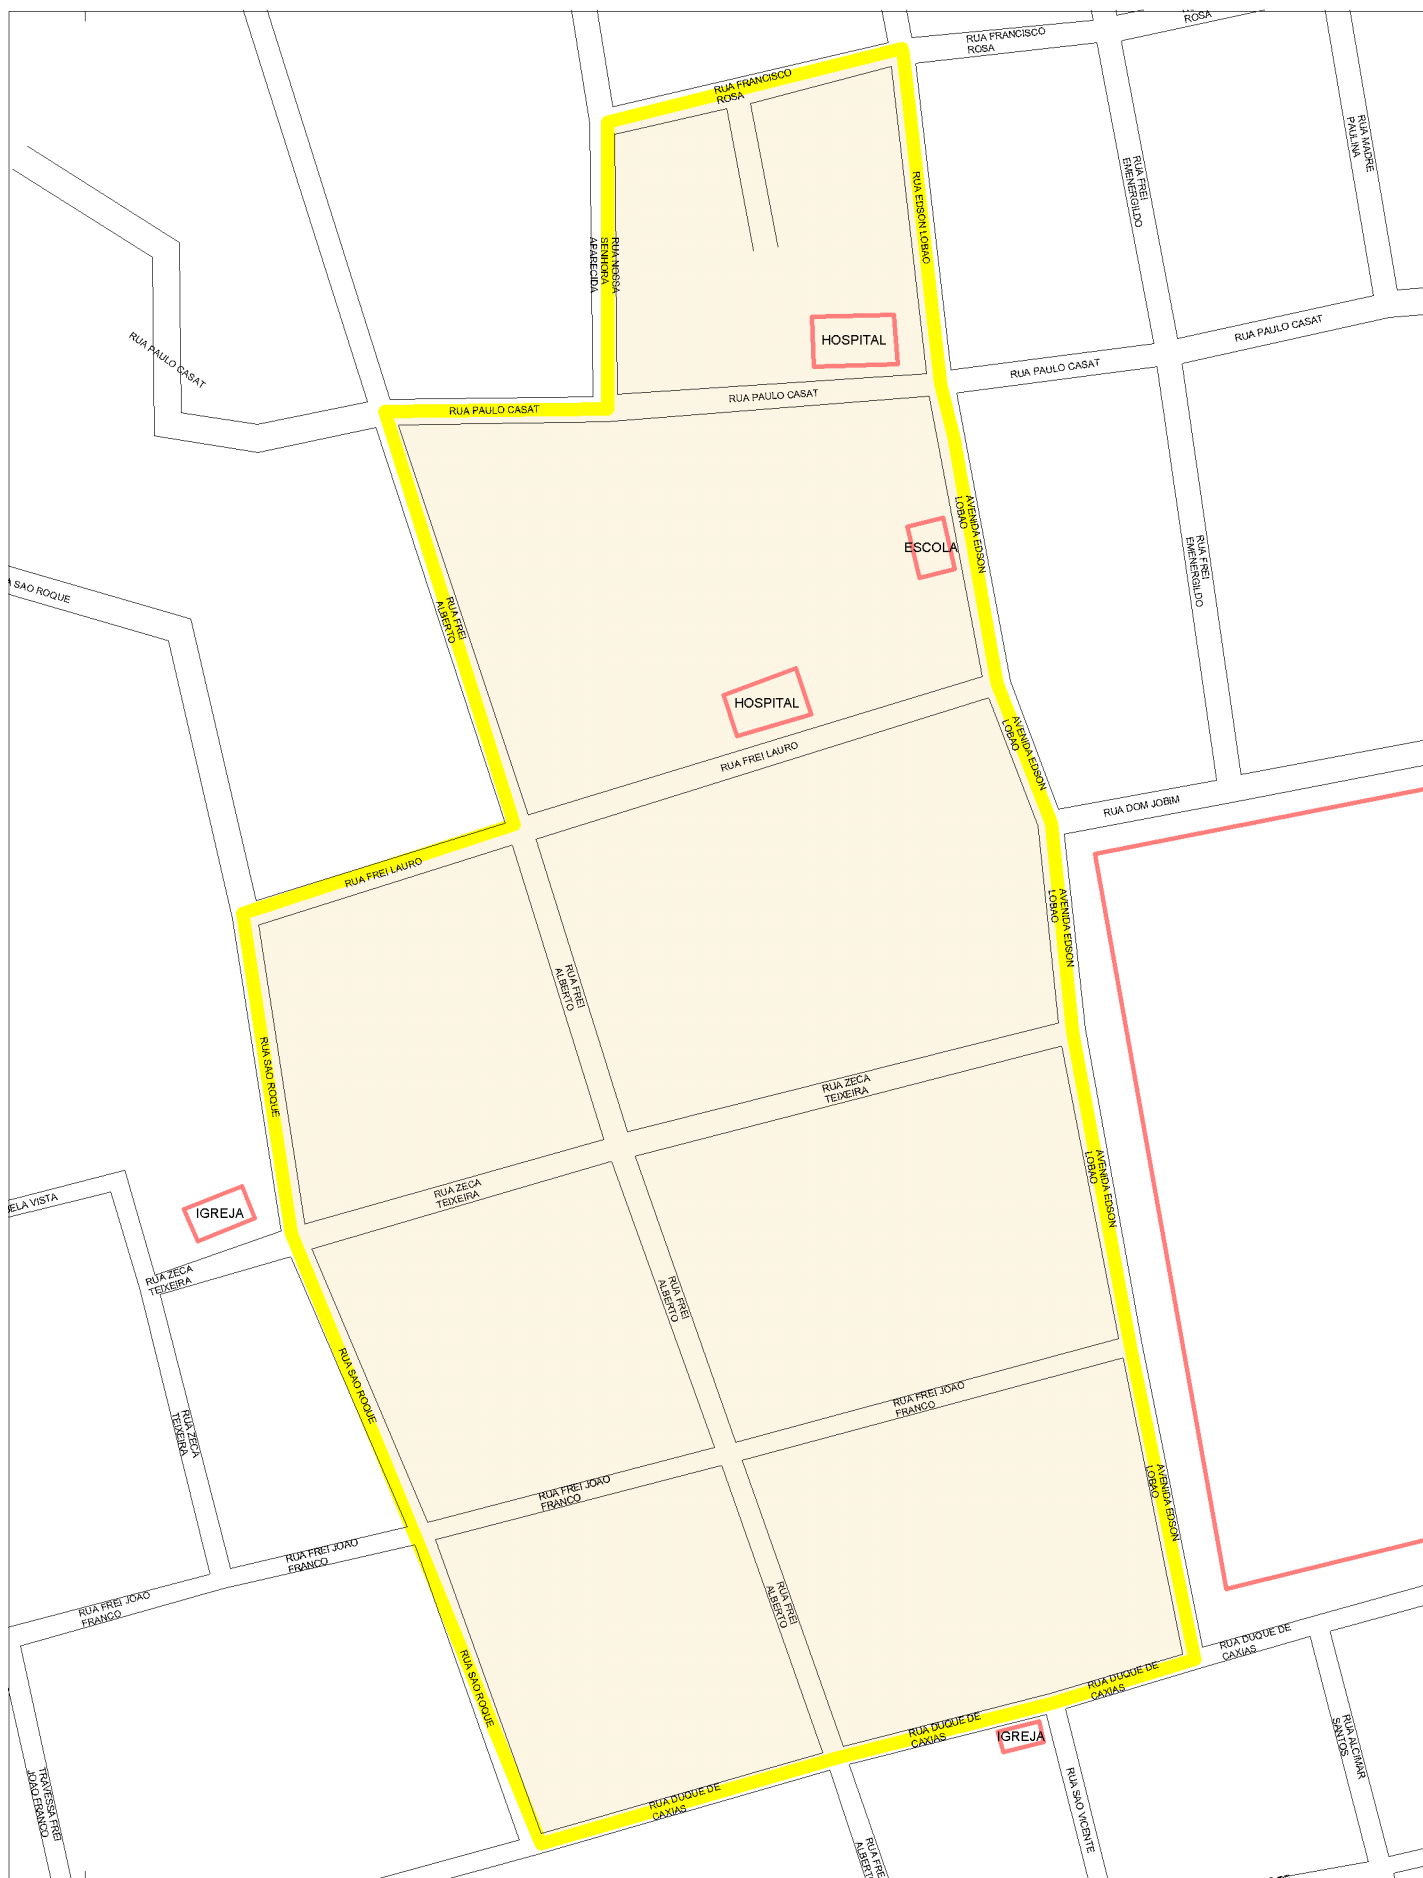 ROSA
RUA FRANCISCO
ROSA
RUA FRANCISCO
ROSA
RUA MADRE
PAULINA
RUA FREI
EMENERGILDO
RUA EDSON LOBAO
RUA NOSSA
SENHORA
APARECIDA
HOSPITAL
RUA PAULO CASAT
RUA PAULO CASAT
RUA PAULO CASAT
RUA PAULO CASAT
RUA PAULO CASAT
AVENIDA EDSON
LOBAO
ESCOLA
RUA FREI
EMENERGILDO
SAO ROQUE
RUA FREI
ALBERTO
HOSPITAL
RUA FREI LAURO
AVENIDA EDSON
LOBAO
RUA DOM JOBIM
RUA FREI LAURO
AVENIDA EDSON
LOBAO
RUA FREI
ALBERTO
RUA SAO ROQUE
RUA ZECA
TEIXEIRA
RUA ZECA
TEIXEIRA
AVENIDA EDSON
LOBAO
IGREJA
VISTA
RUA ZECA
TEIXEIRA
RUA FREI
ALBERTO
RUA SAO ROQUE
RUA FREI JOAO
FRANCO
RUA ZECA
TEIXEIRA
RUA FREI JOAO
FRANCO
AVENIDA EDSON
LOBAO
RUA FREI JOAO
FRANCO
RUA FREI JOAO
FRANCO
RUA FREI
ALBERTO
RUA SAO ROQUE
RUA DUQUE DE
CAXIAS
RUA DUQUE DE
CAXIAS
RUA DUQUE DE
CAXIAS
IGREJA
RUA ALCIMAR
SANTOS
RUA DUQUE DE
CAXIAS
TRAVESSA FREI
JOAO FRANCO
RUA SAO VICENTE
RUA FREI
ALBERTO